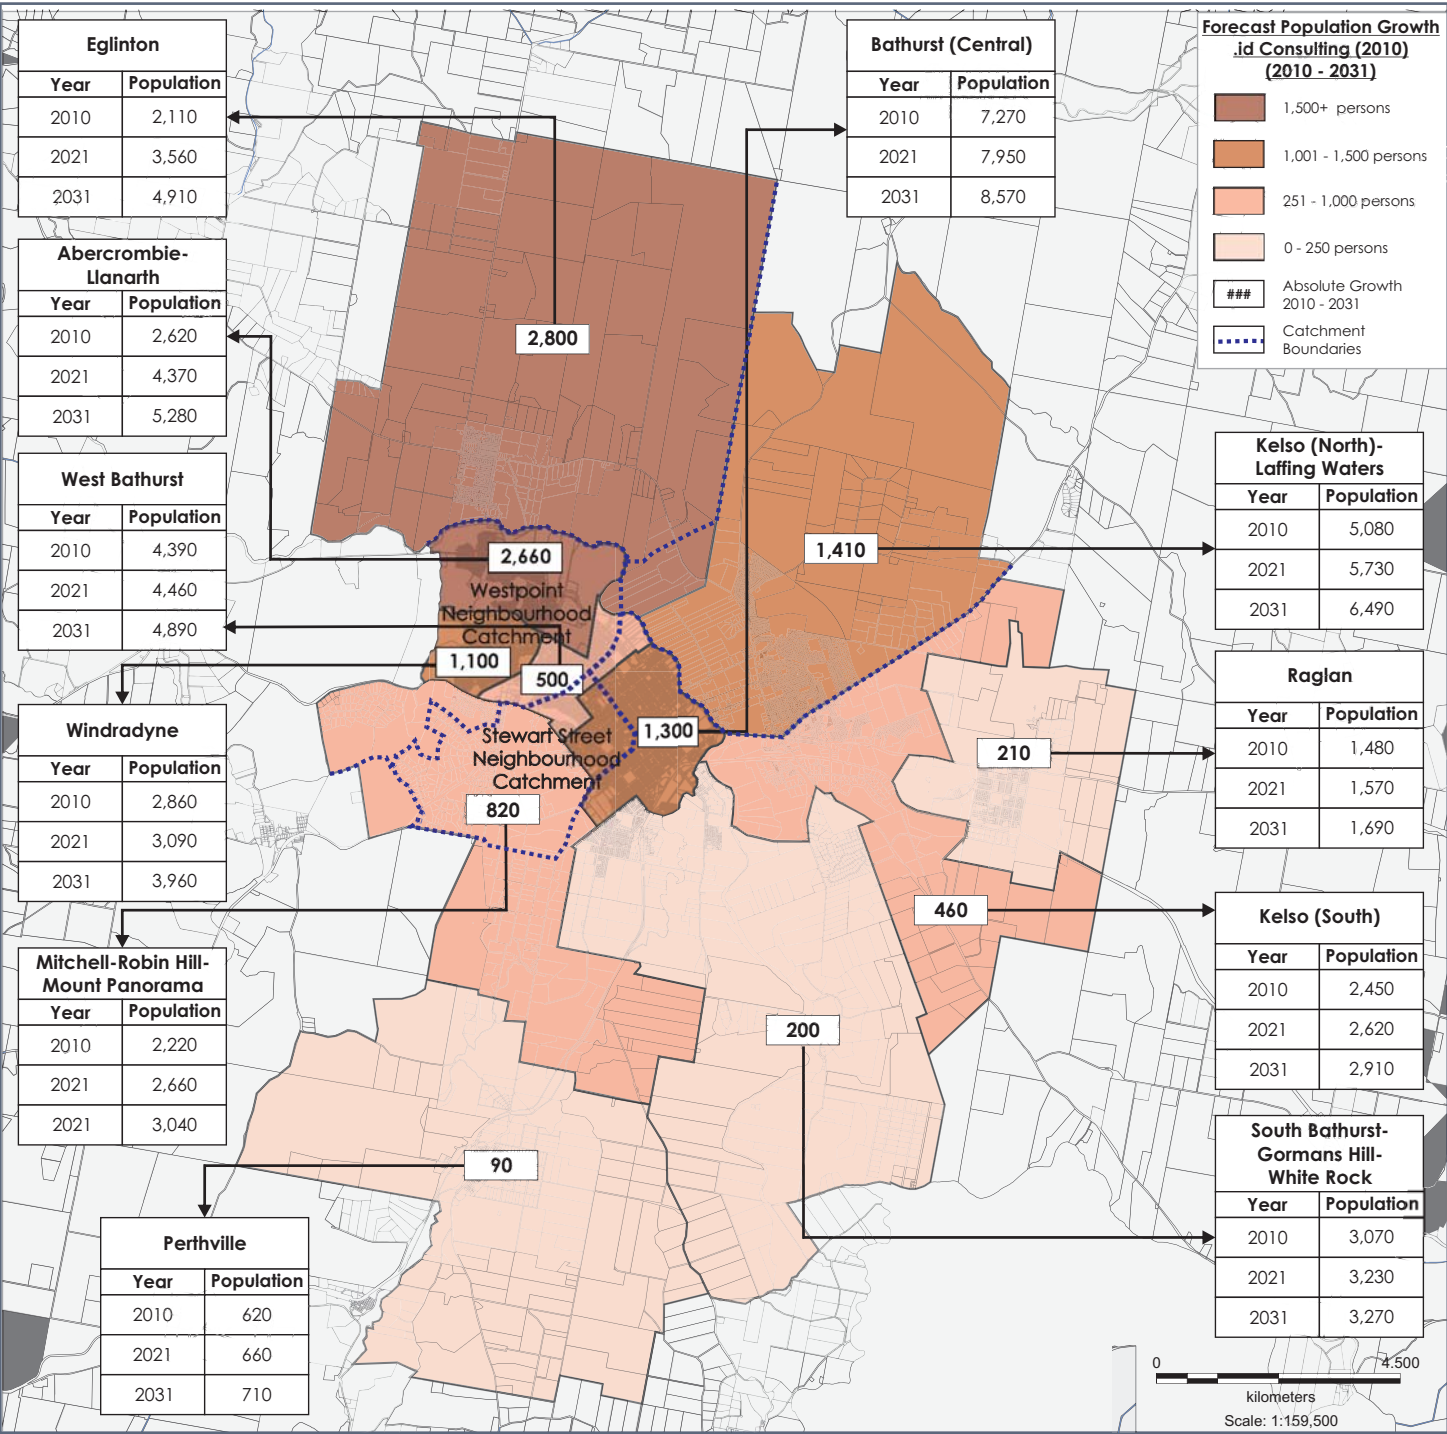 Eglinton
Year Population
2010 2,110
2021 3,560
2031 4,910
Abercrombie-
Llanarth
Year Population
2010 2,620
2021 4,370
2031 5,280
West Bathurst
Year Population
2010 4,390
2021 4,460
2031 4,890
Windradyne
Year Population
2010 2,860
2021 3,090
2031 3,960
Mitchell-Robin Hill-
Mount Panorama
Year Population
2010 2,220
2021 2,660
2021 3,040
Perthville
Year Population
2010 620
2021 660
2031 710
Bathurst (Central)
Year Population
2010 7,270
2021 7,950
2031 8,570
2,800
2,660
Westpoint
Neighbourhood
Catchment
1,100
500
1,410
1,300
Stewart Street
Neighbourhood
Catchment
820
210
460
200
90
Forecast Population Growth
.id Consulting (2010)
(2010 - 2031)
1,500+ persons
1,001 - 1,500 persons
251 - 1,000 persons
0 - 250 persons
### Absolute Growth
2010 - 2031
Catchment
Boundaries
Kelso (North)-
Laffing Waters
Year Population
2010 5,080
2021 5,730
2031 6,490
Raglan
Year Population
2010 1,480
2021 1,570
2031 1,690
Kelso (South)
Year Population
2010 2,450
2021 2,620
2031 2,910
South Bathurst-
Gormans Hill-
White Rock
Year Population
2010 3,070
2021 3,230
2031 3,270
0 4.500
kilometers
Scale: 1:159,500